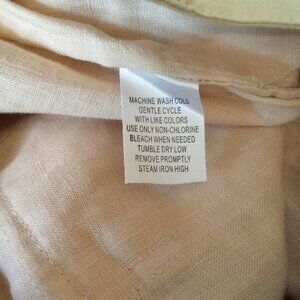 MACHINE WASH COLD
GENTLE CYCLE
WITH LIKE COLORS
USE ONLY NON-CHLORINE
BLEACH WHEN NEEDED
TUMBLE DRY LOW
REMOVE PROMPTLY
STEAM IRON HIGH